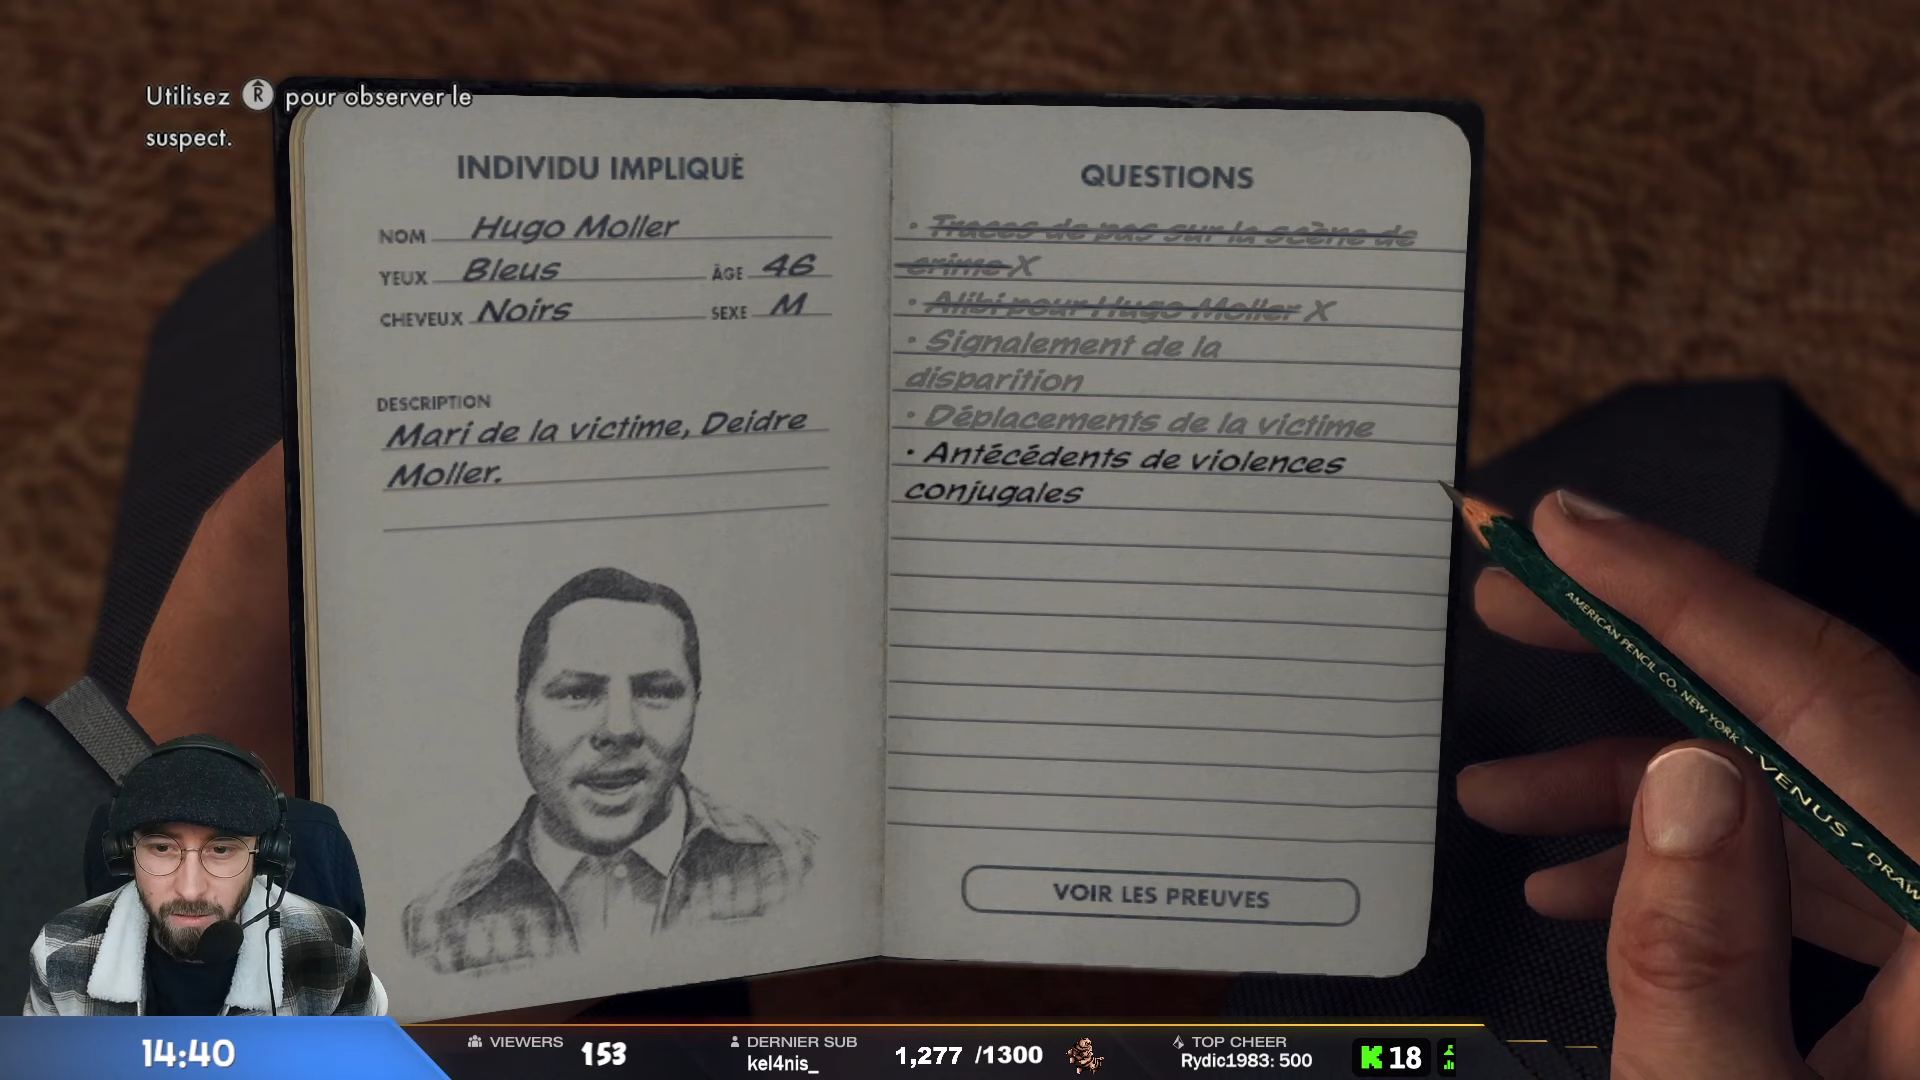 Utilisez R pour observer le
suspect.
INDIVIDU IMPLIQUÉ
NOM Hugo Moller
YEUX Bleus ÂGE 46
CHEVEUX Noirs SEXE M
DESCRIPTION
Mari de la victime, Deidre
Moller.
QUESTIONS
• Traces de pas sur la scène de
crime X
• Alibi pour Hugo Moller X
• Signalement de la
disparition
• Déplacements de la victime
• Antécédents de violences
conjugales
VOIR LES PREUVES
AMERICAN PENCIL CO. NEW YORK – VENUS / DRAW
14:40
VIEWERS 153
DERNIER SUB
kel4nis_
1,277 /1300
TOP CHEER
Rydic1983: 500
K 18